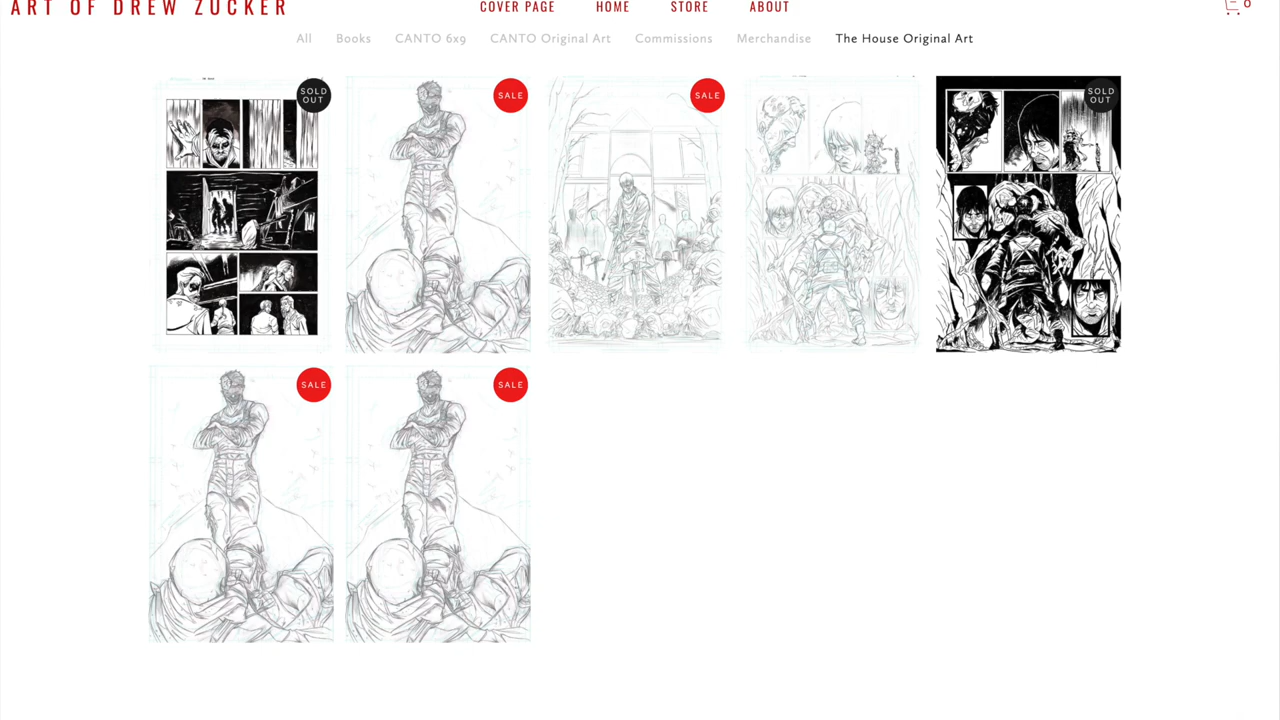 ART OF DREW ZUCKER
COVER PAGE HOME STORE ABOUT
0
All Books CANTO 6x9 CANTO Original Art Commissions Merchandise The House Original Art
SOLD OUT
SALE
SALE
SOLD OUT
SALE
SALE